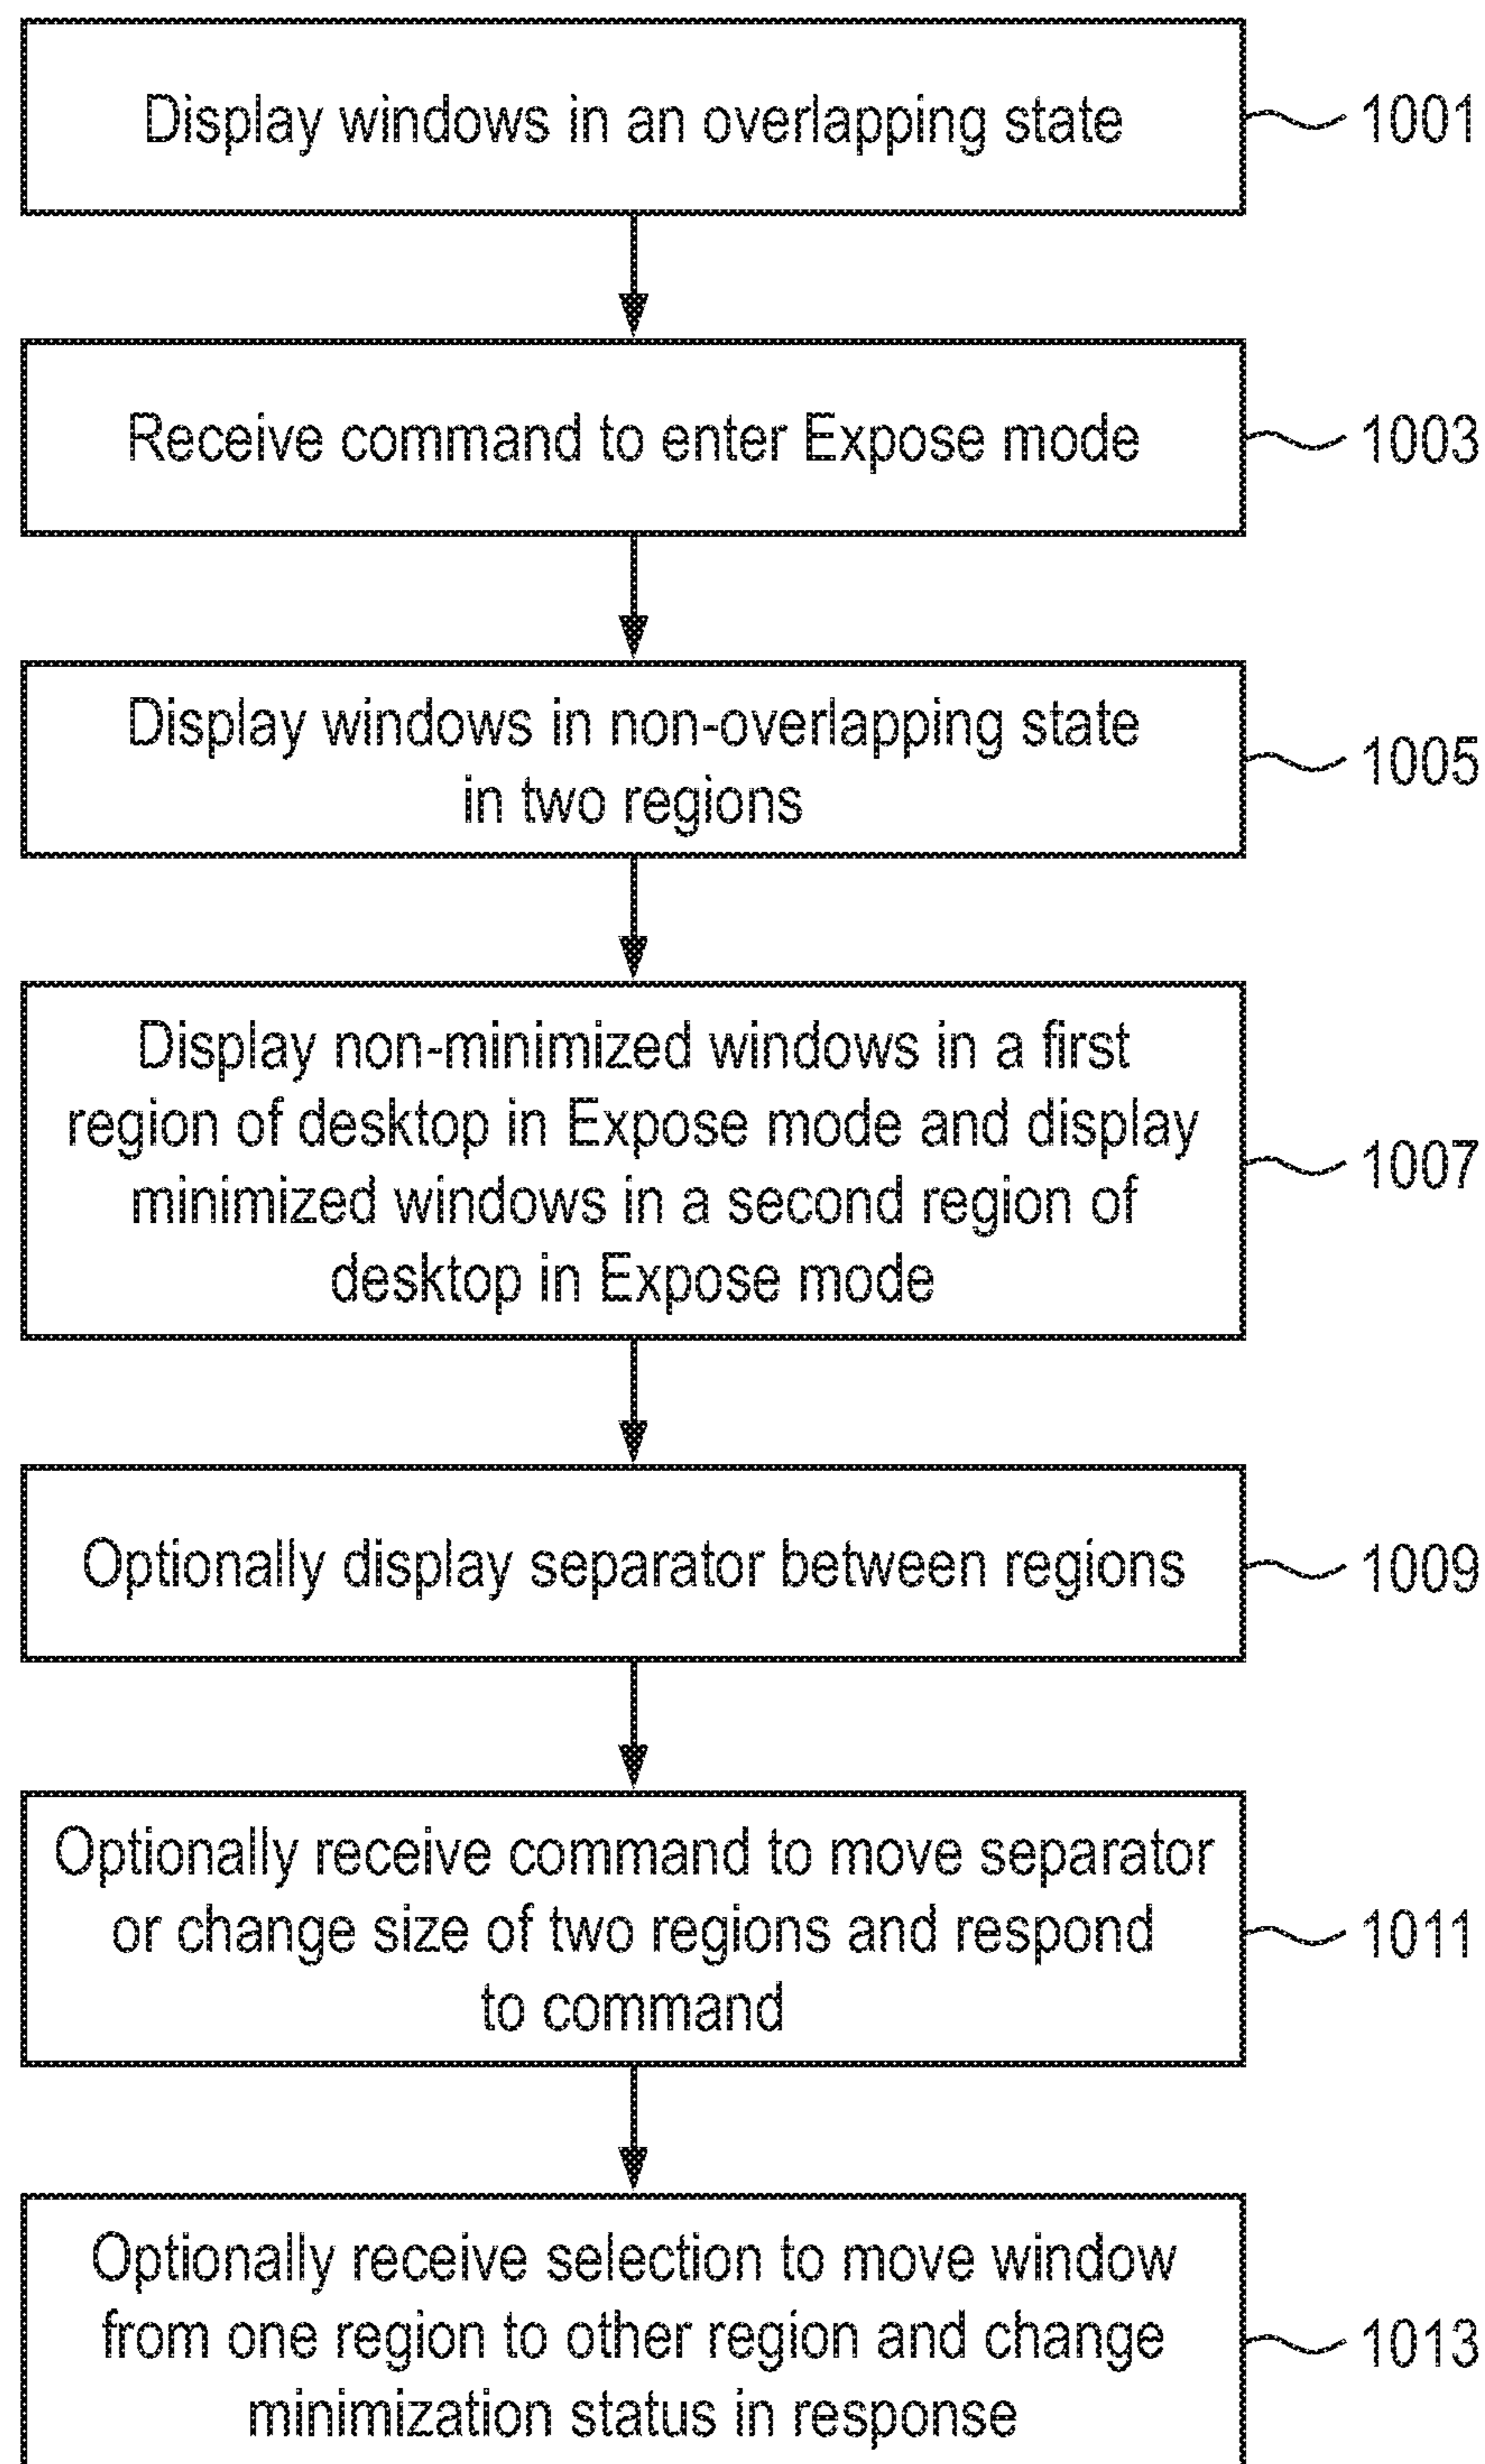 Display windows in an overlapping state
1001
Receive command to enter Expose mode
1003
Display windows in non-overlapping state
in two regions
1005
Display non-minimized windows in a first
region of desktop in Expose mode and display
minimized windows in a second region of
desktop in Expose mode
1007
Optionally display separator between regions
1009
Optionally receive command to move separator
or change size of two regions and respond
to command
1011
Optionally receive selection to move window
from one region to other region and change
minimization status in response
1013